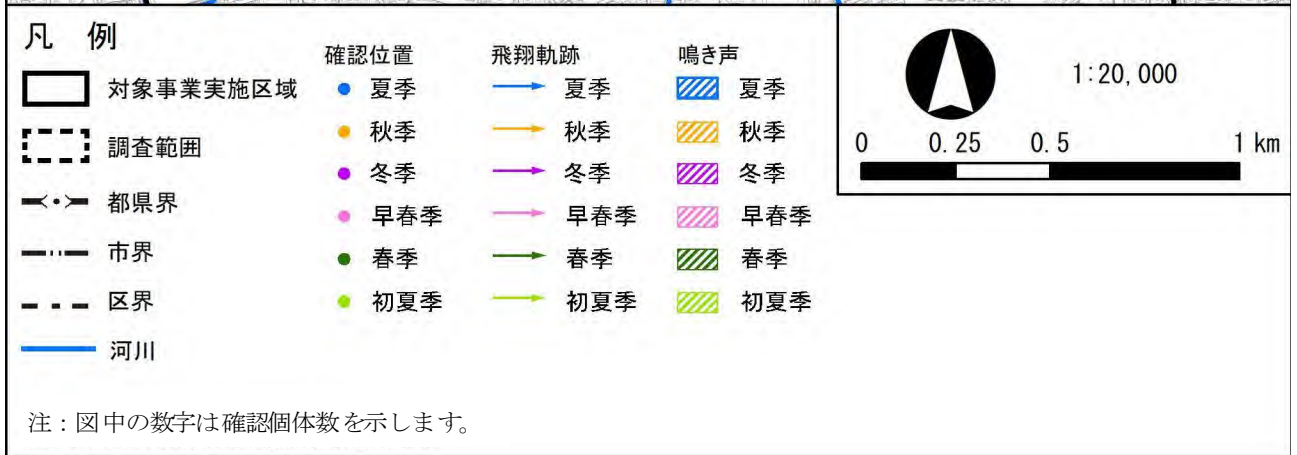 凡 例
対象事業実施区域
調査範囲
都県界
市界
区界
河川
確認位置
夏季
秋季
冬季
早春季
春季
初夏季
飛翔軌跡
夏季
秋季
冬季
早春季
春季
初夏季
鳴き声
夏季
秋季
冬季
早春季
春季
初夏季
注：図中の数字は確認個体数を示します。
1:20,000
0 0.25 0.5 1 km